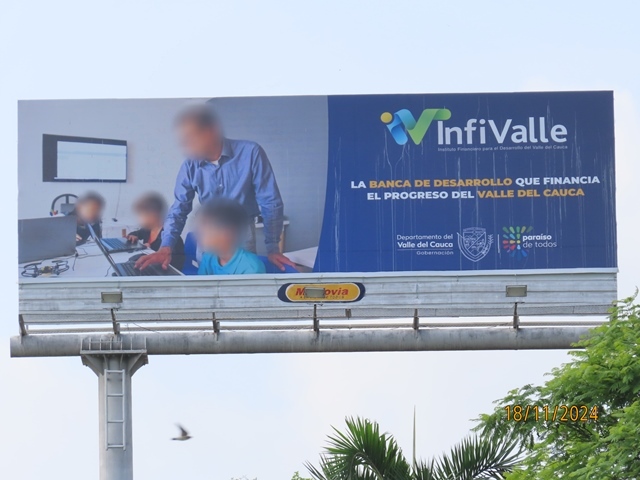 InfiValle
Instituto Financiero para el Desarrollo del Valle del Cauca
LA BANCA DE DESARROLLO QUE FINANCIA
EL PROGRESO DEL VALLE DEL CAUCA
Departamento del
Valle del Cauca
Gobernación
paraíso
de todos
18/11/2024